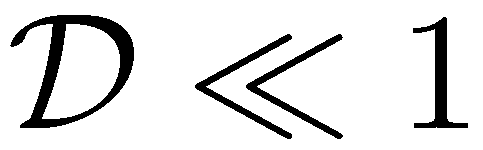 𝒟 ≪ 1